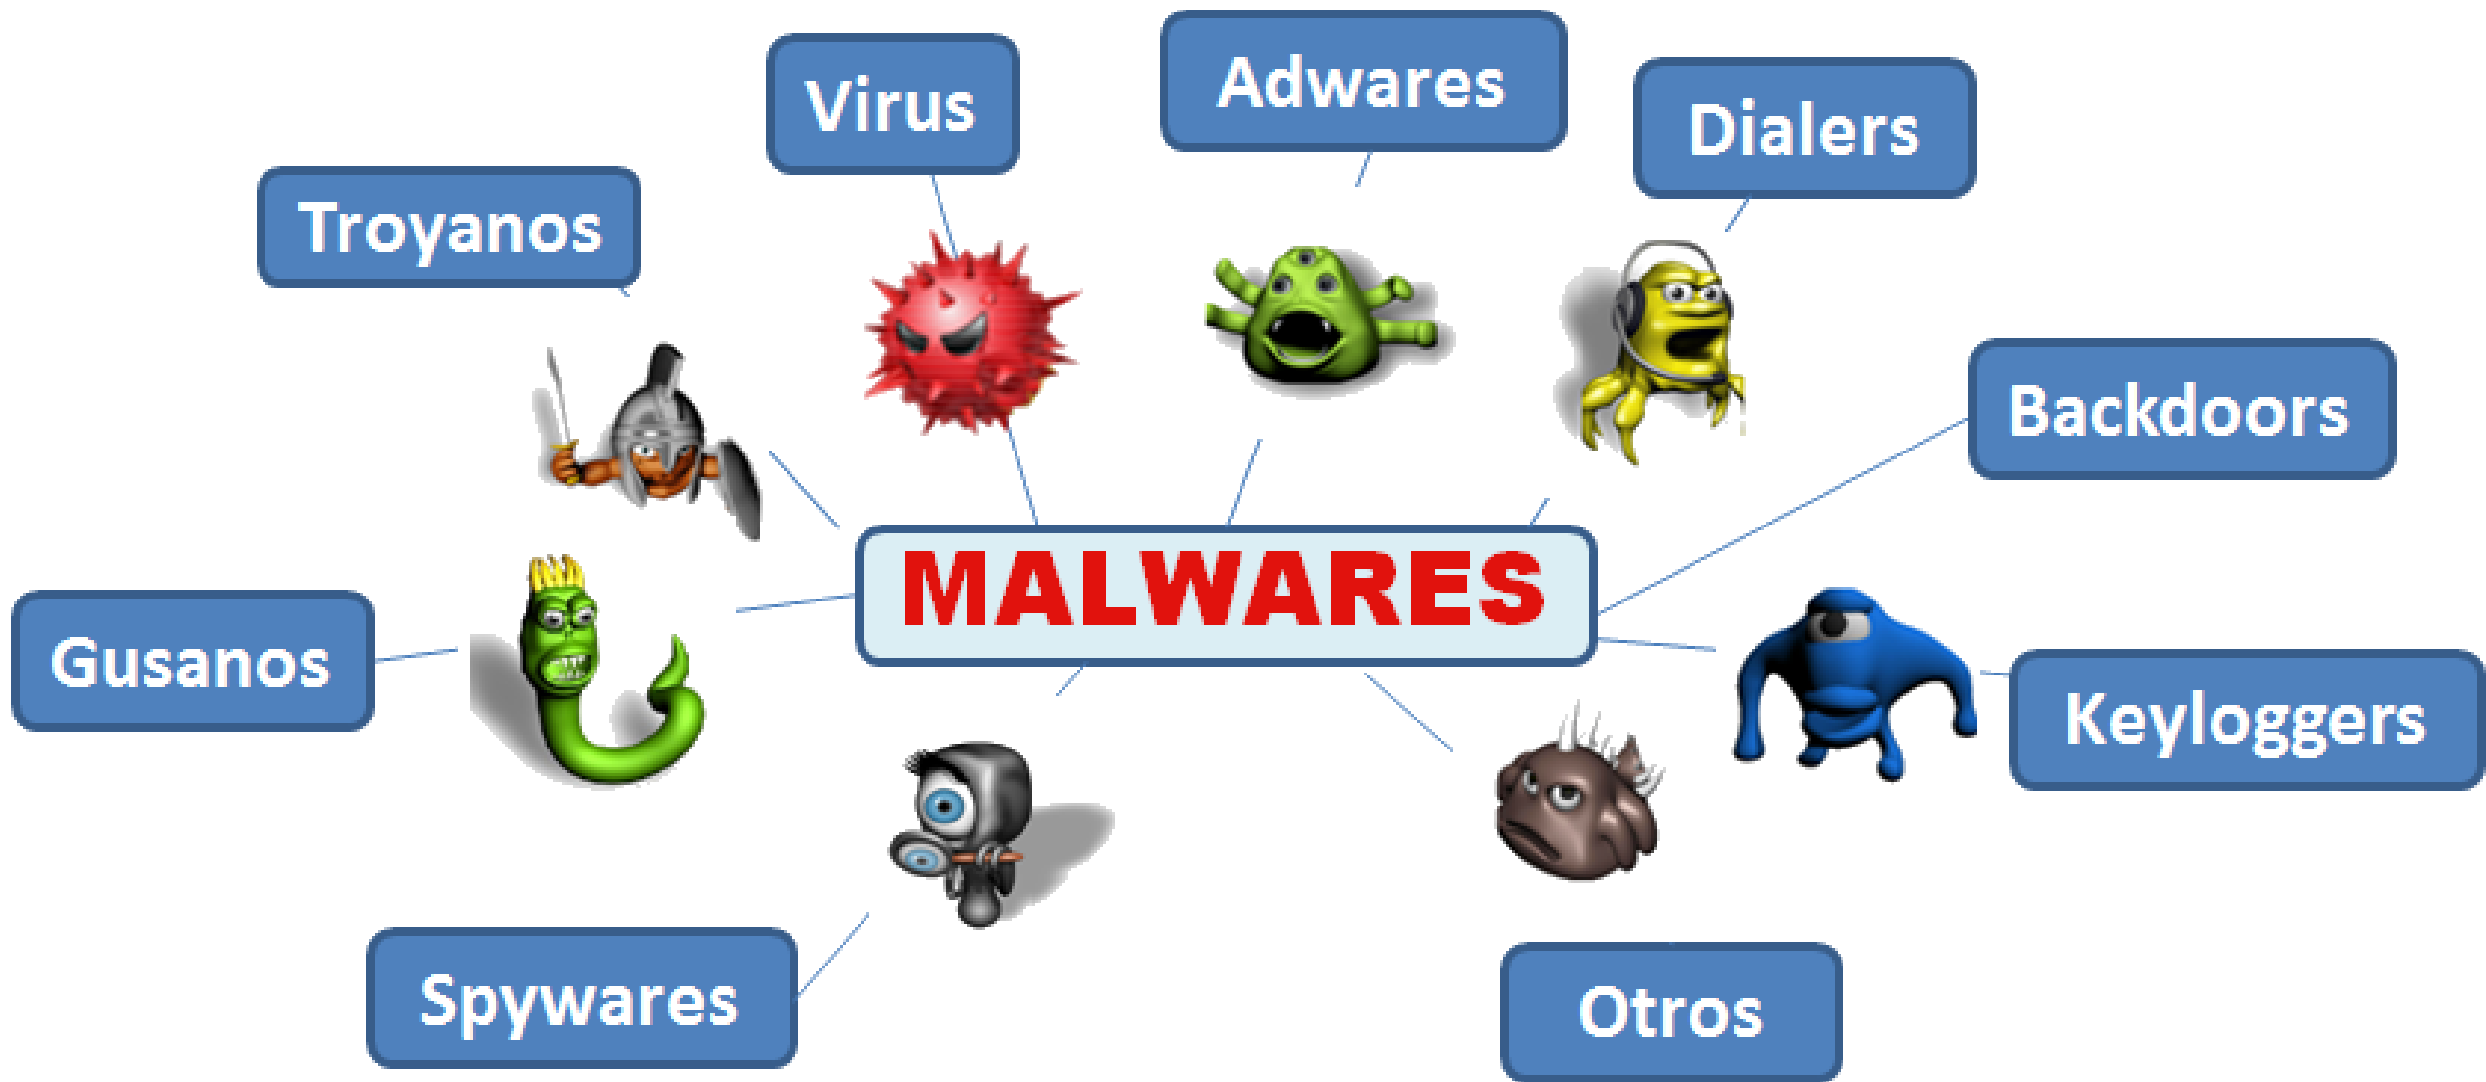 Virus
Adwares
Dialers
Troyanos
Backdoors
MALWARES
Gusanos
Keyloggers
Spywares
Otros